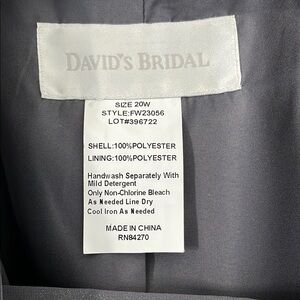 DAVID'S BRIDAL
SIZE 20W
STYLE:FW23056
LOT#396722
SHELL:100%POLYESTER
LINING:100%POLYESTER
Handwash Separately With
Mild Detergent
Only Non-Chlorine Bleach
As Needed Line Dry
Cool Iron As Needed
MADE IN CHINA
RN84270